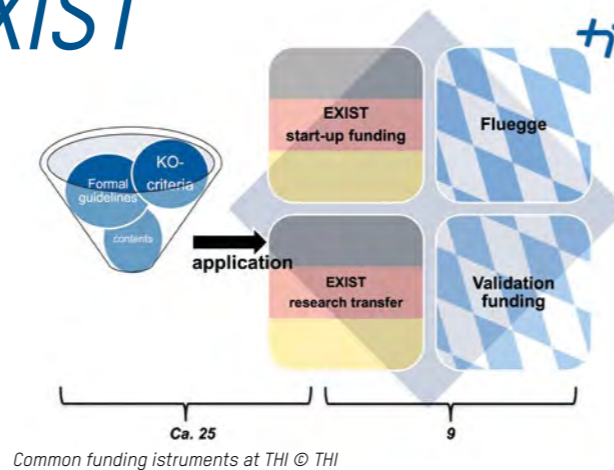 XIST
KO-
criteria
Formal
guidelines
contents
application
EXIST
start-up funding
Fluegge
EXIST
research transfer
Validation
funding
Ca. 25
9
Common funding istruments at THI © THI